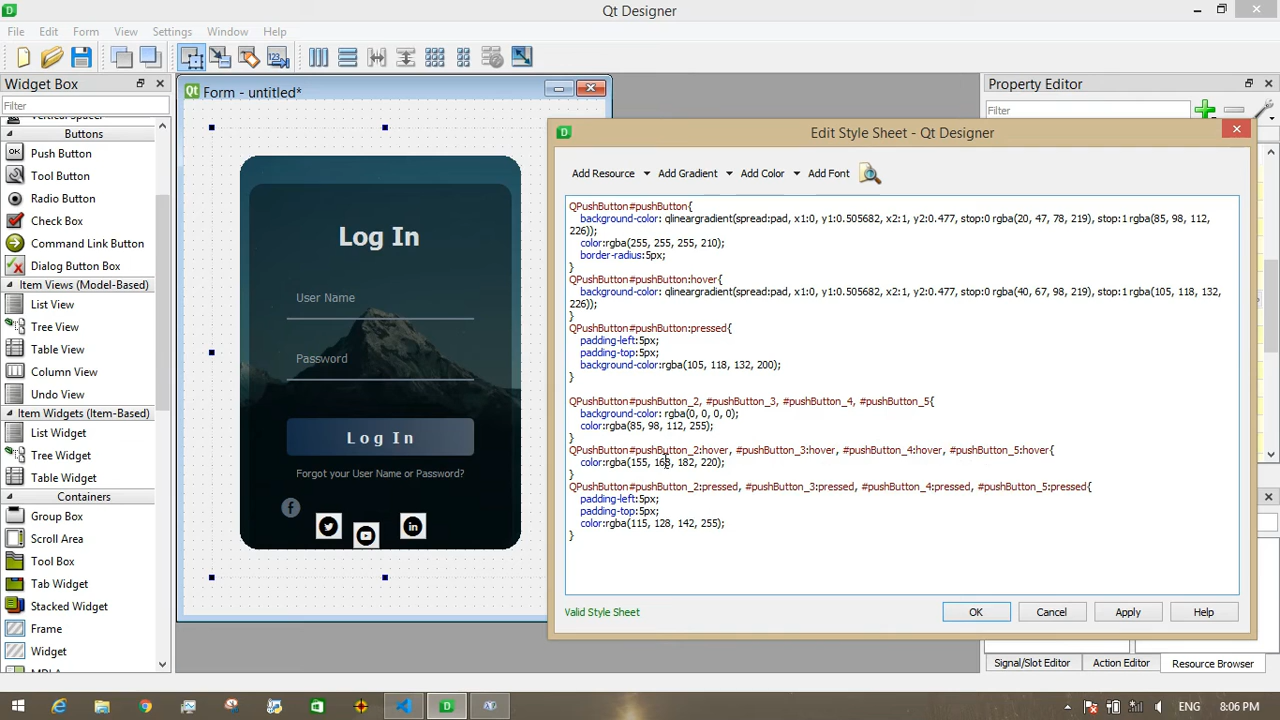 Qt Designer
File Edit Form View Settings Window Help
Widget Box
Filter
Buttons
Push Button
Tool Button
Radio Button
Check Box
Command Link Button
Dialog Button Box
Item Views (Model-Based)
List View
Tree View
Table View
Column View
Undo View
Item Widgets (Item-Based)
List Widget
Tree Widget
Table Widget
Containers
Group Box
Scroll Area
Tool Box
Tab Widget
Stacked Widget
Frame
Widget
Form - untitled*
Log In
User Name
Password
Log In
Forgot your User Name or Password?
Property Editor
Filter
Edit Style Sheet - Qt Designer
Add Resource Add Gradient Add Color Add Font
QPushButton#pushButton{
background-color: qlineargradient(spread:pad, x1:0, y1:0.505682, x2:1, y2:0.477, stop:0 rgba(20, 47, 78, 219), stop:1 rgba(85, 98, 112,
226));
color:rgba(255, 255, 255, 210);
border-radius:5px;
}
QPushButton#pushButton:hover{
background-color: qlineargradient(spread:pad, x1:0, y1:0.505682, x2:1, y2:0.477, stop:0 rgba(40, 67, 98, 219), stop:1 rgba(105, 118, 132,
226));
}
QPushButton#pushButton:pressed{
padding-left:5px;
padding-top:5px;
background-color:rgba(105, 118, 132, 200);
}
QPushButton#pushButton_2, #pushButton_3, #pushButton_4, #pushButton_5{
background-color: rgba(0, 0, 0, 0);
color:rgba(85, 98, 112, 255);
}
QPushButton#pushButton_2:hover, #pushButton_3:hover, #pushButton_4:hover, #pushButton_5:hover{
color:rgba(155, 168, 182, 220);
}
QPushButton#pushButton_2:pressed, #pushButton_3:pressed, #pushButton_4:pressed, #pushButton_5:pressed{
padding-left:5px;
padding-top:5px;
color:rgba(115, 128, 142, 255);
}
Valid Style Sheet
OK Cancel Apply Help
Signal/Slot Editor Action Editor Resource Browser
ENG 8:06 PM